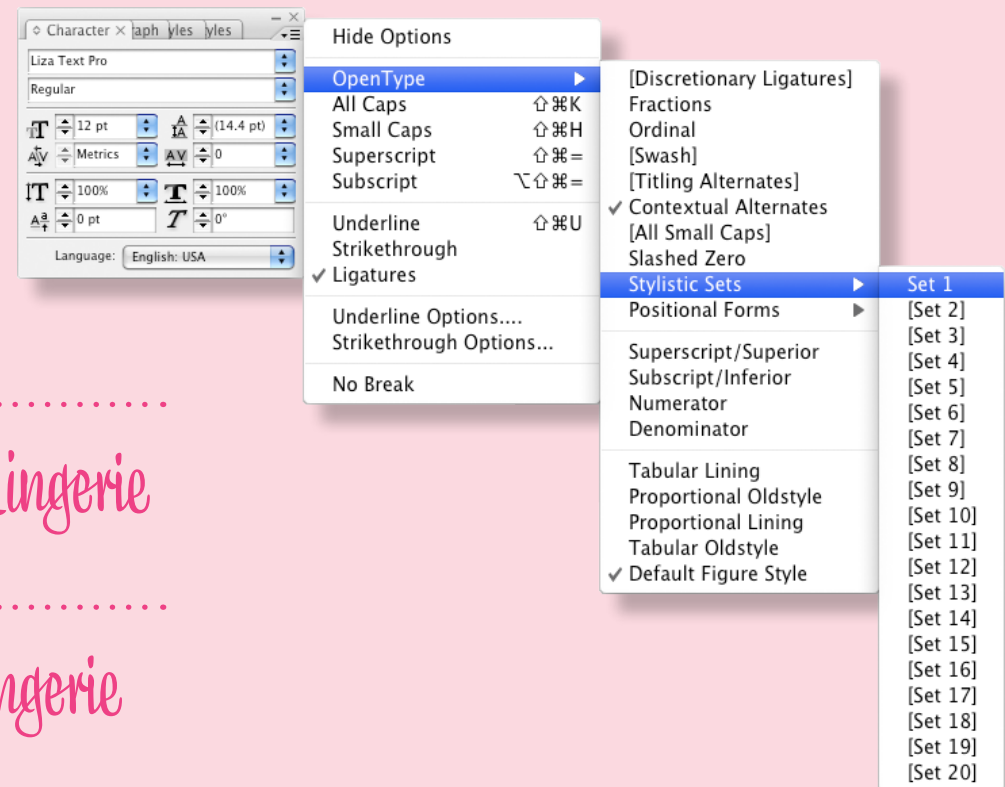 Character × raph yles yles
Liza Text Pro
Regular
12 pt (14.4 pt)
Metrics 0
100% 100%
0 pt 0°
Language: English: USA
Hide Options
OpenType
All Caps ⇧⌘K
Small Caps ⇧⌘H
Superscript ⇧⌘=
Subscript ⌥⇧⌘=
Underline ⇧⌘U
Strikethrough
✓ Ligatures
Underline Options....
Strikethrough Options...
No Break
[Discretionary Ligatures]
Fractions
Ordinal
[Swash]
[Titling Alternates]
✓ Contextual Alternates
[All Small Caps]
Slashed Zero
Stylistic Sets
Positional Forms
Superscript/Superior
Subscript/Inferior
Numerator
Denominator
Tabular Lining
Proportional Oldstyle
Proportional Lining
Tabular Oldstyle
✓ Default Figure Style
Set 1
[Set 2]
[Set 3]
[Set 4]
[Set 5]
[Set 6]
[Set 7]
[Set 8]
[Set 9]
[Set 10]
[Set 11]
[Set 12]
[Set 13]
[Set 14]
[Set 15]
[Set 16]
[Set 17]
[Set 18]
[Set 19]
[Set 20]
Lingerie
ngerie